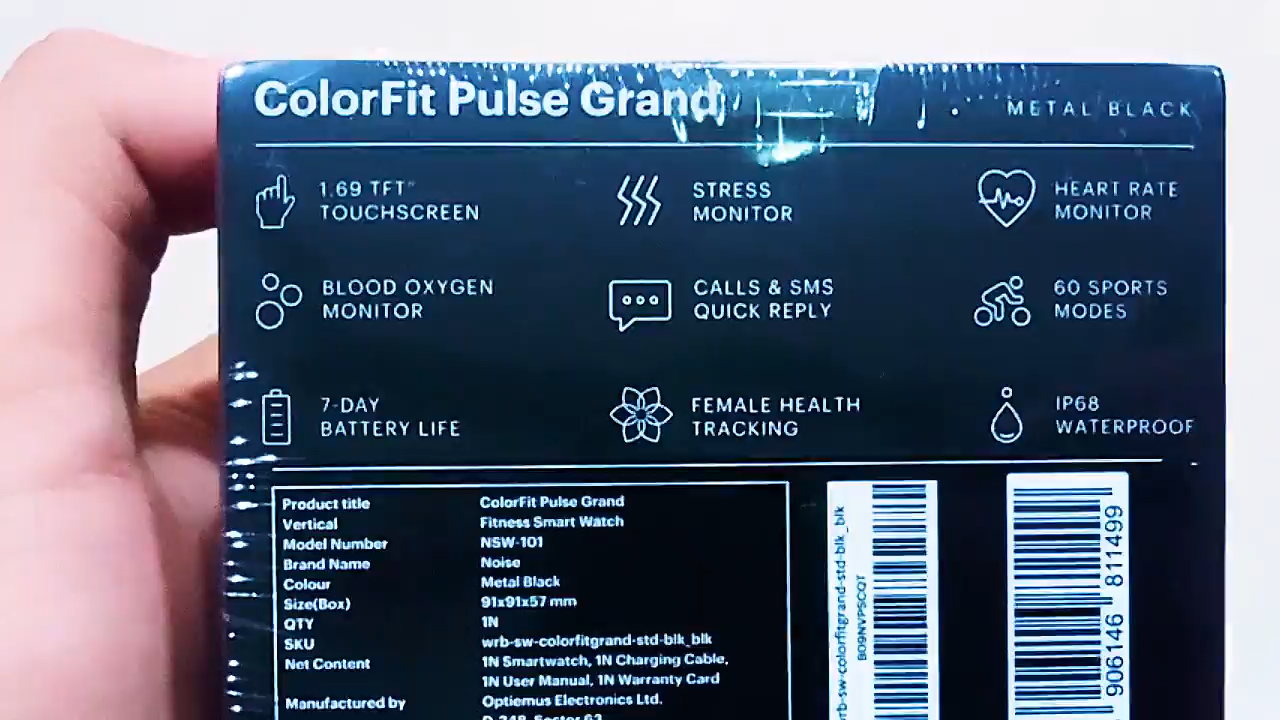 ColorFit Pulse Grand
METAL BLACK
1.69 TFT"
TOUCHSCREEN
STRESS
MONITOR
HEART RATE
MONITOR
BLOOD OXYGEN
MONITOR
CALLS & SMS
QUICK REPLY
60 SPORTS
MODES
7-DAY
BATTERY LIFE
FEMALE HEALTH
TRACKING
IP68
WATERPROOF
Product title ColorFit Pulse Grand
Vertical Fitness Smart Watch
Model Number NSW-101
Brand Name Noise
Colour Metal Black
Size(Box) 91x91x57 mm
QTY 1N
SKU wrb-sw-colorfitgrand-std-blk_blk
Net Content 1N Smartwatch, 1N Charging Cable,
1N User Manual, 1N Warranty Card
Manufactured by Optiemus Electronics Ltd.
wrb-sw-colorfitgrand-std-blk_blk
B09NVPSCQT
906146 811499